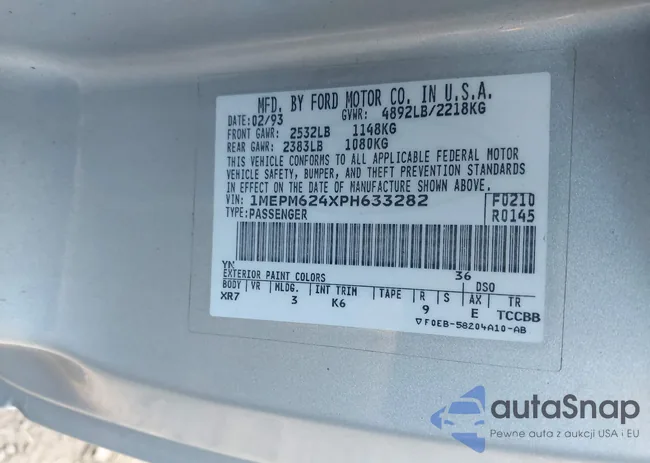 MFD. BY FORD MOTOR CO. IN U.S.A.
DATE: 02/93 GVWR: 4892LB/2218KG
FRONT GAWR: 2532LB 1148KG
REAR GAWR: 2383LB 1080KG
THIS VEHICLE CONFORMS TO ALL APPLICABLE FEDERAL MOTOR
VEHICLE SAFETY, BUMPER, AND THEFT PREVENTION STANDARDS
IN EFFECT ON THE DATE OF MANUFACTURE SHOWN ABOVE.
VIN: 1MEPM624XPH633282 F0210
TYPE: PASSENGER R0145
YN 36
EXTERIOR PAINT COLORS DSO
BODY VR MLDG. INT TRIM TAPE R S AX TR
XR7 3 K6 9 E TCCBB
▽ F0EB-58204A10-AB
autaSnap
Pewne auta z aukcji USA i EU